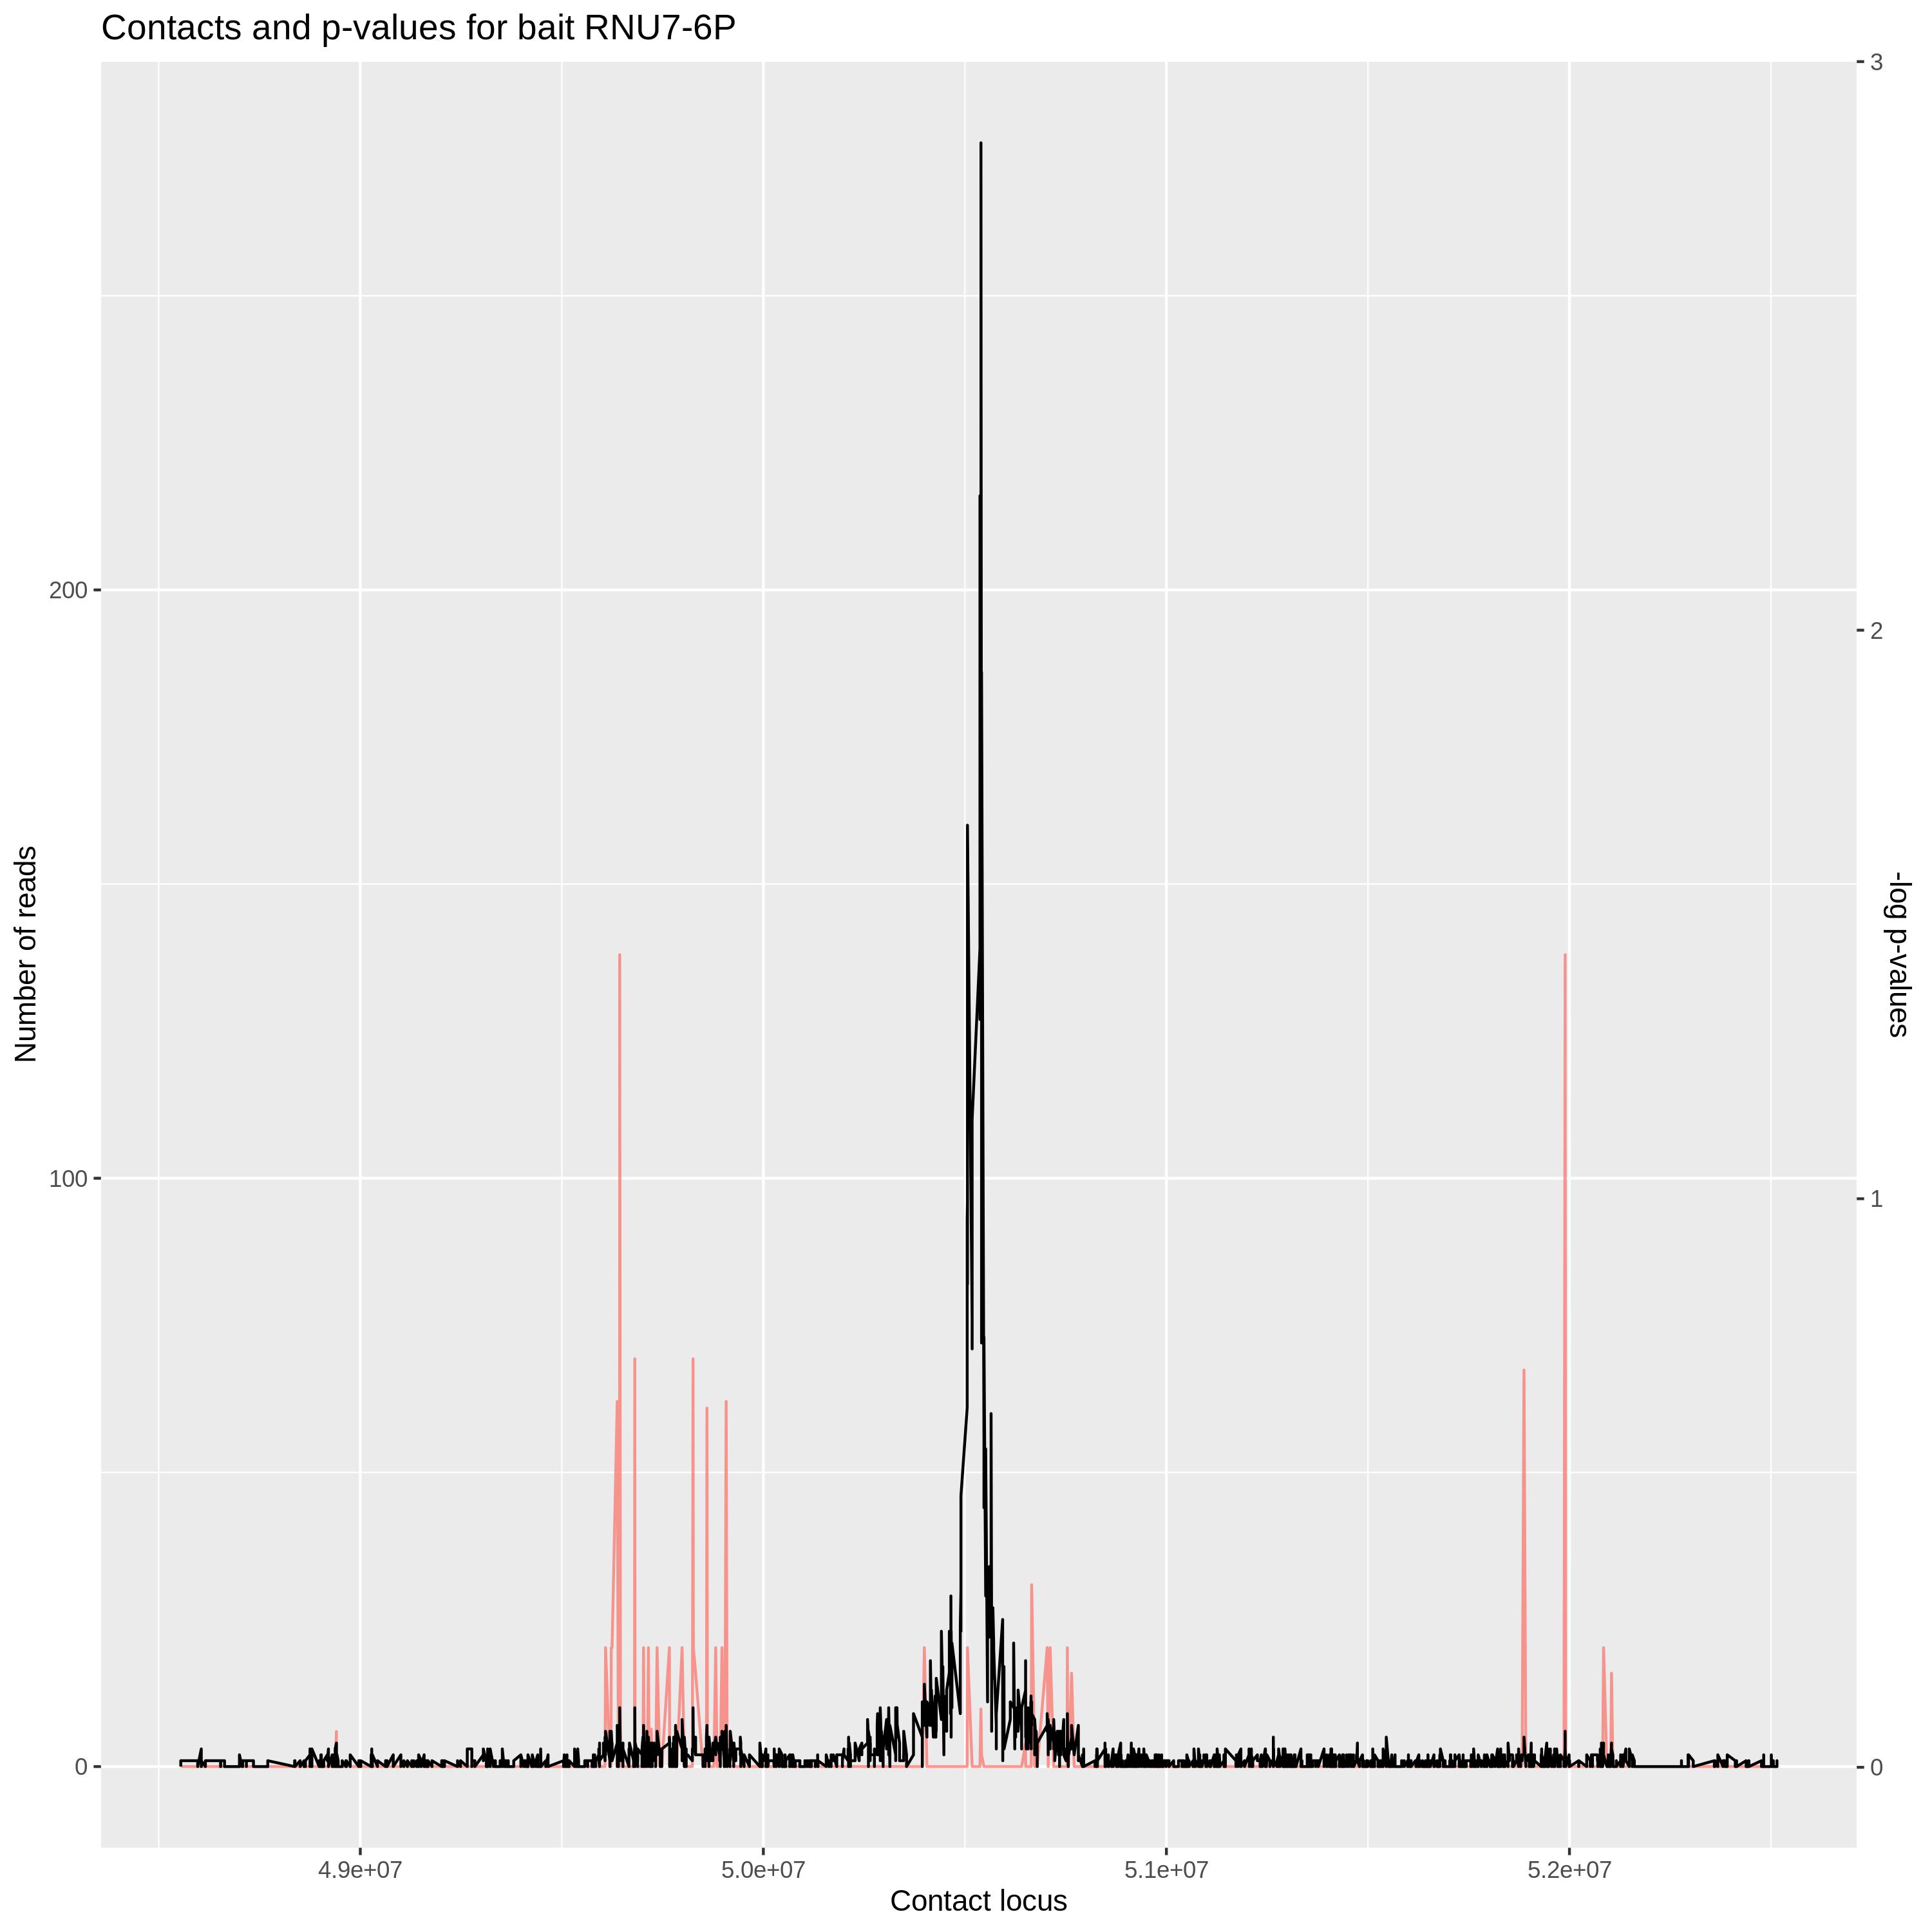 Contacts and p-values for bait RNU7-6P
Number of reads
200
100
0
3
2
1
0
-log p-values
4.9e+07
5.0e+07
5.1e+07
5.2e+07
Contact locus